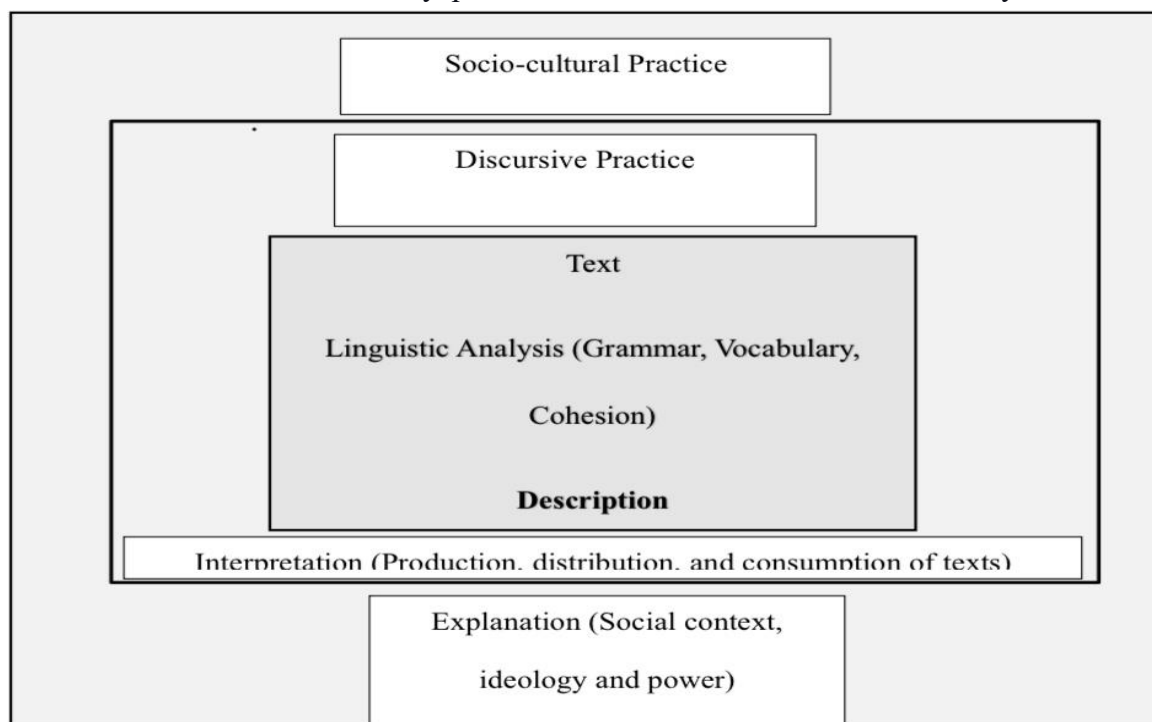 Socio-cultural Practice
Discursive Practice
Text
Linguistic Analysis (Grammar, Vocabulary,
Cohesion)
Description
Interpretation (Production, distribution, and consumption of texts)
Explanation (Social context,
ideology and power)